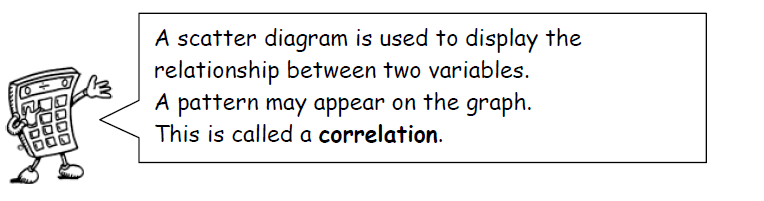 A scatter diagram is used to display the
relationship between two variables.
A pattern may appear on the graph.
This is called a correlation.